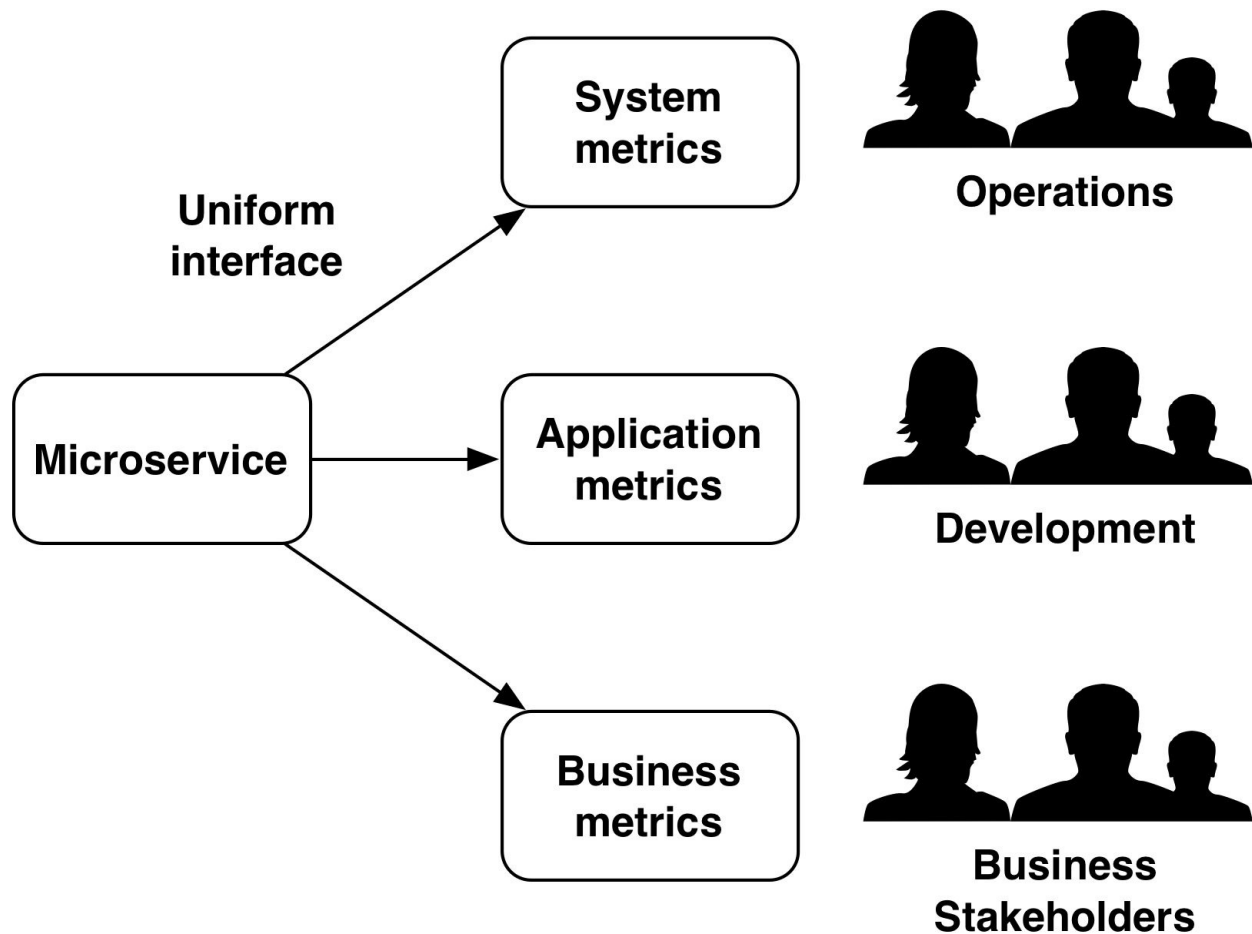 System
metrics
Operations
Uniform
interface
Microservice
Application
metrics
Development
Business
metrics
Business
Stakeholders